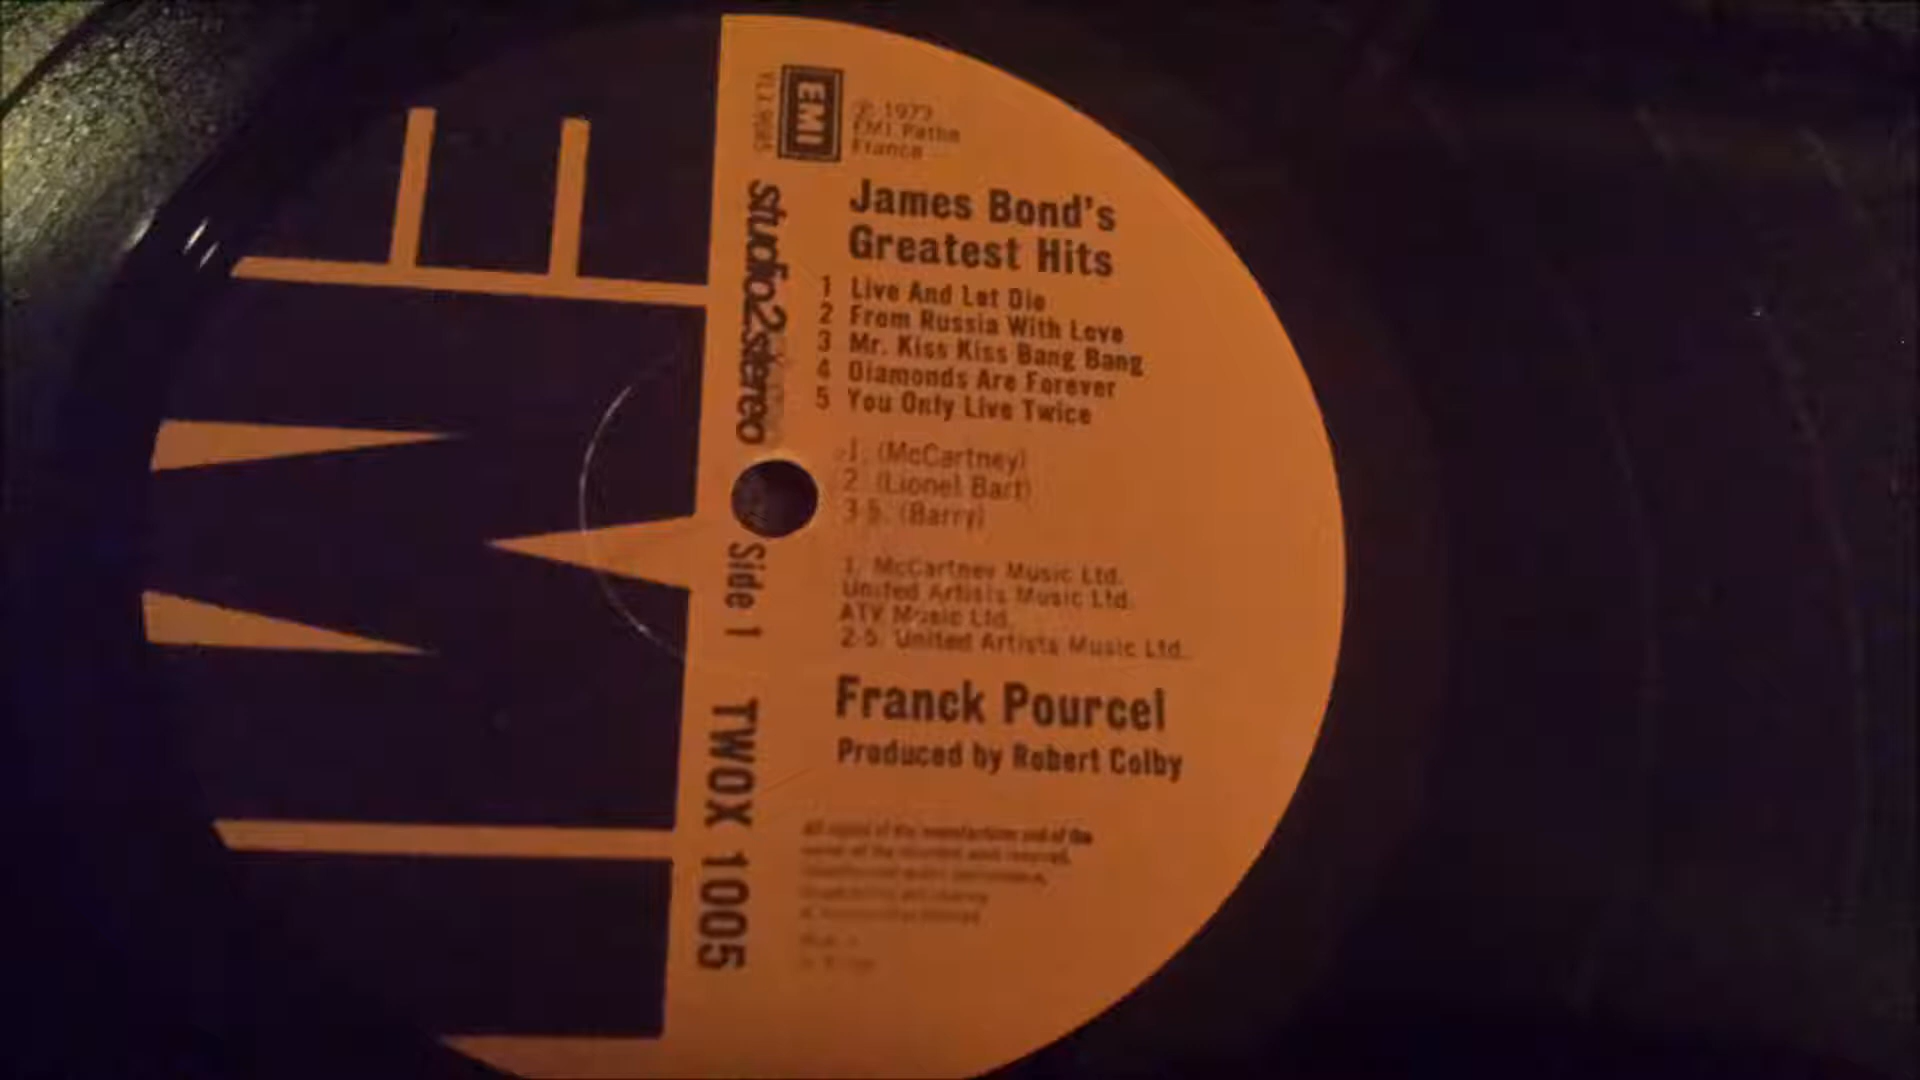 EMI
℗ 1973
EMI Pathe
France
James Bond's
Greatest Hits
1 Live And Let Die
2 From Russia With Love
3 Mr. Kiss Kiss Bang Bang
4 Diamonds Are Forever
5 You Only Live Twice
1. (McCartney)
2. (Lionel Bart)
3-5. (Barry)
1. McCartney Music Ltd.
United Artists Music Ltd.
ATV Music Ltd.
2-5. United Artists Music Ltd.
Franck Pourcel
Produced by Robert Colby
studio2stereo
Side 1
TWOX 1005
EMI